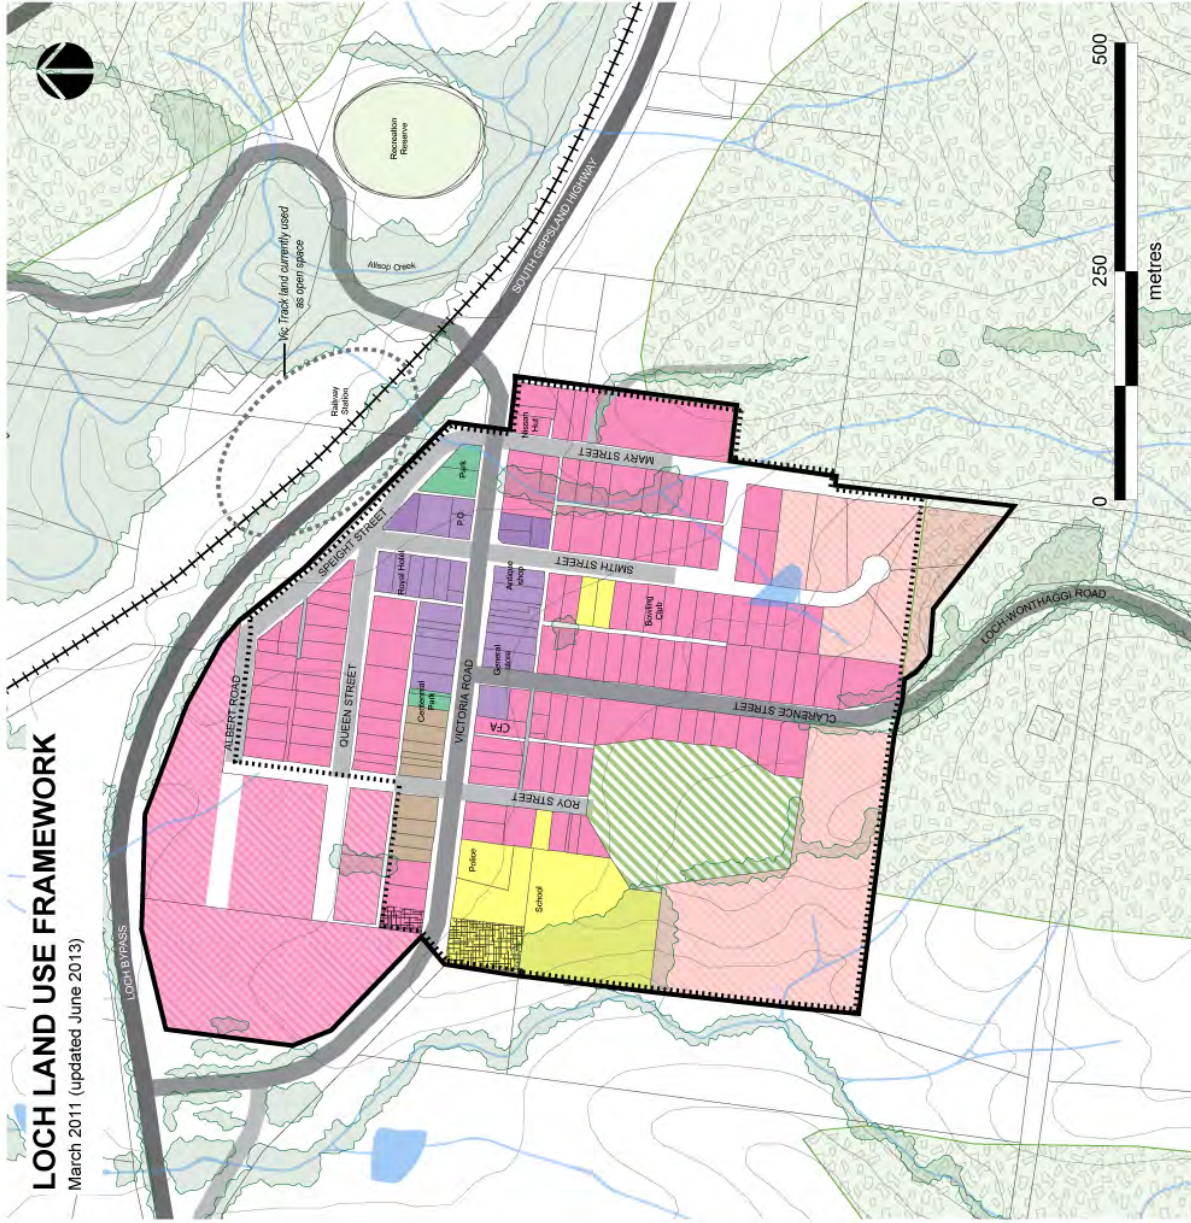 LOCH LAND USE FRAMEWORK
March 2011 (updated June 2013)
LOCH BYPASS
ALBERT ROAD
SPEIGHT STREET
QUEEN STREET
VICTORIA ROAD
ROY STREET
CLARENCE STREET
SMITH STREET
MARY STREET
SOUTH GIPPSLAND HIGHWAY
LOCH-WONTHAGGI ROAD
Railway
Station
Vic Track land currently used
as open space
Allsop Creek
Recreation
Reserve
Park
P.O.
Royal Hotel
Centennial
Park
Antique
shop
General
store
CFA
Nissan
Hut
Bowling
Club
Police
School
0
250
500
metres